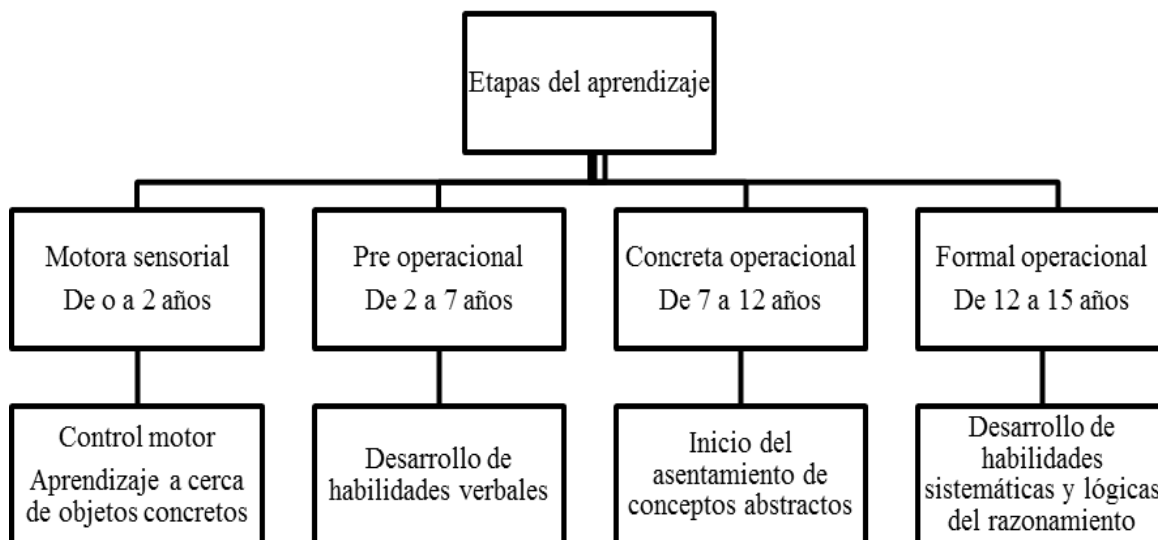 Etapas del aprendizaje
Motora sensorial
De o a 2 años
Pre operacional
De 2 a 7 años
Concreta operacional
De 7 a 12 años
Formal operacional
De 12 a 15 años
Control motor
Aprendizaje a cerca
de objetos concretos
Desarrollo de
habilidades verbales
Inicio del
asentamiento de
conceptos abstractos
Desarrollo de
habilidades
sistemáticas y lógicas
del razonamiento